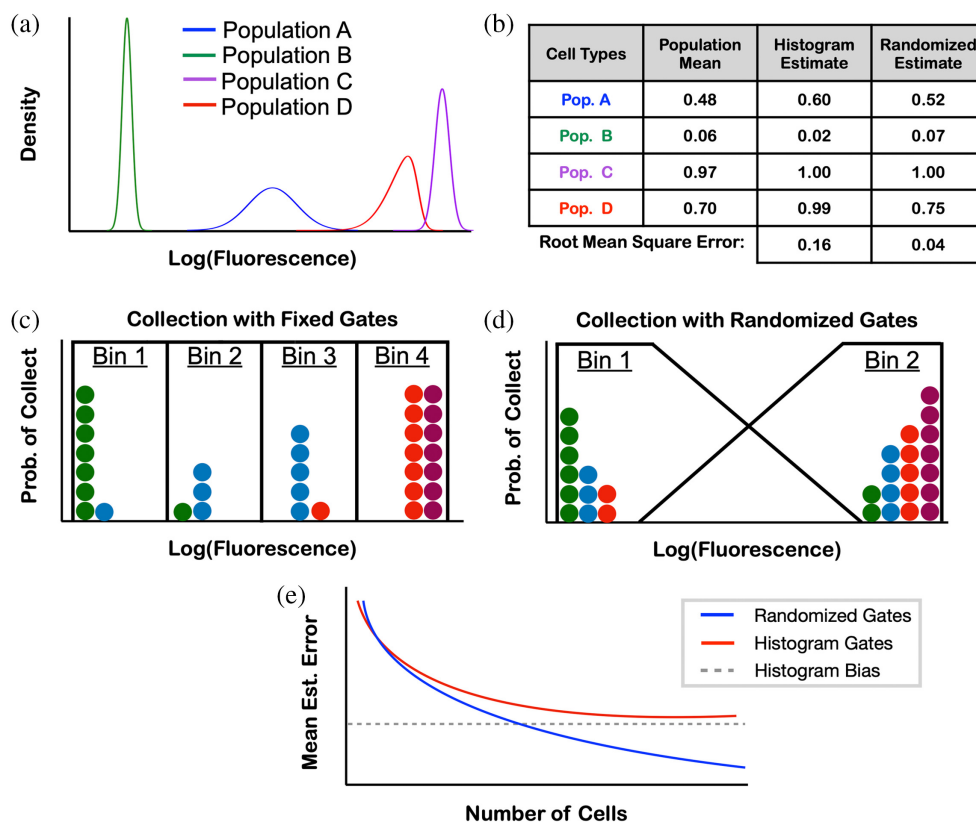 (a)
Population A
Population B
Population C
Population D
Density
Log(Fluorescence)
(b)
Cell Types
Population
Mean
Histogram
Estimate
Randomized
Estimate
Pop. A
0.48
0.60
0.52
Pop. B
0.06
0.02
0.07
Pop. C
0.97
1.00
1.00
Pop. D
0.70
0.99
0.75
Root Mean Square Error:
0.16
0.04
(c)
Collection with Fixed Gates
Prob. of Collect
Bin 1
Bin 2
Bin 3
Bin 4
Log(Fluorescence)
(d)
Collection with Randomized Gates
Prob. of Collect
Bin 1
Bin 2
Log(Fluorescence)
(e)
Mean Est. Error
Randomized Gates
Histogram Gates
Histogram Bias
Number of Cells